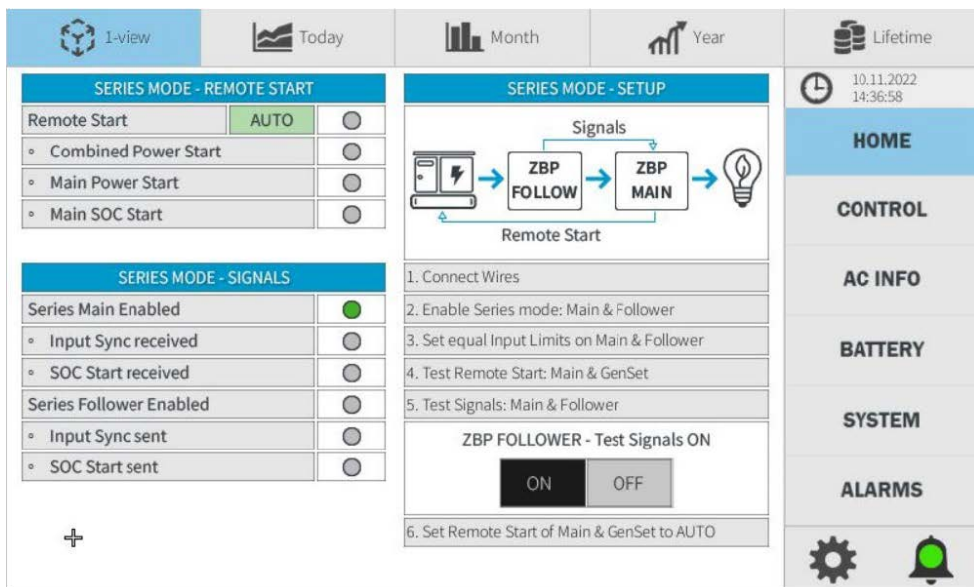 1-view
Today
Month
Year
Lifetime
SERIES MODE - REMOTE START
Remote Start AUTO
Combined Power Start
Main Power Start
Main SOC Start
SERIES MODE - SIGNALS
Series Main Enabled
Input Sync received
SOC Start received
Series Follower Enabled
Input Sync sent
SOC Start sent
SERIES MODE - SETUP
Signals
ZBP
FOLLOW
ZBP
MAIN
Remote Start
1. Connect Wires
2. Enable Series mode: Main & Follower
3. Set equal Input Limits on Main & Follower
4. Test Remote Start: Main & GenSet
5. Test Signals: Main & Follower
ZBP FOLLOWER - Test Signals ON
ON OFF
6. Set Remote Start of Main & GenSet to AUTO
10.11.2022
14:36:58
HOME
CONTROL
AC INFO
BATTERY
SYSTEM
ALARMS